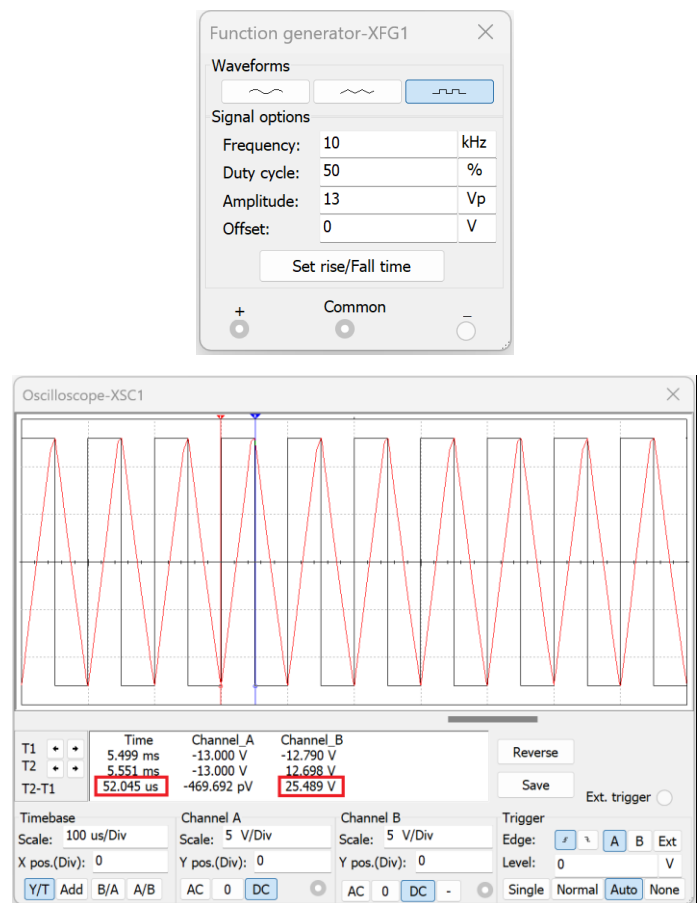 Function generator-XFG1
Waveforms
Signal options
Frequency: 10 kHz
Duty cycle: 50 %
Amplitude: 13 Vp
Offset: 0 V
Set rise/Fall time
+ Common –
Oscilloscope-XSC1
1 2
Time Channel_A Channel_B
T1 5.499 ms -13.000 V -12.790 V
T2 5.551 ms -13.000 V 12.698 V
T2-T1 52.045 us -469.692 pV 25.489 V
Reverse
Save
Ext. trigger
Timebase
Scale: 100 us/Div
X pos.(Div): 0
Y/T Add B/A A/B
Channel A
Scale: 5 V/Div
Y pos.(Div): 0
AC 0 DC
Channel B
Scale: 5 V/Div
Y pos.(Div): 0
AC 0 DC -
Trigger
Edge: A B Ext
Level: 0 V
Single Normal Auto None